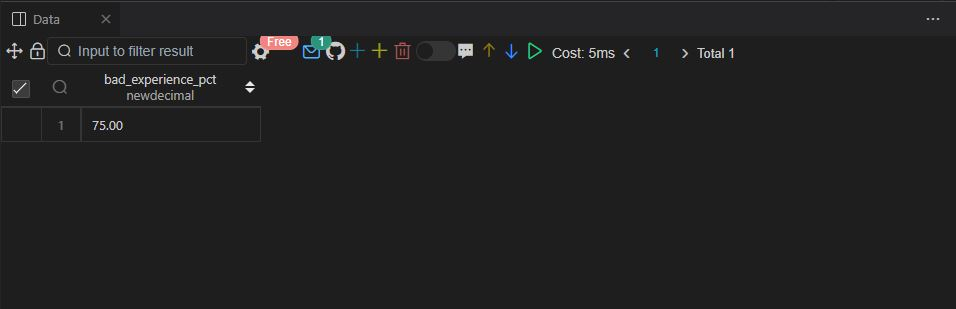 Data
Input to filter result
Free
1
Cost: 5ms
1
Total 1
bad_experience_pct
newdecimal
1
75.00